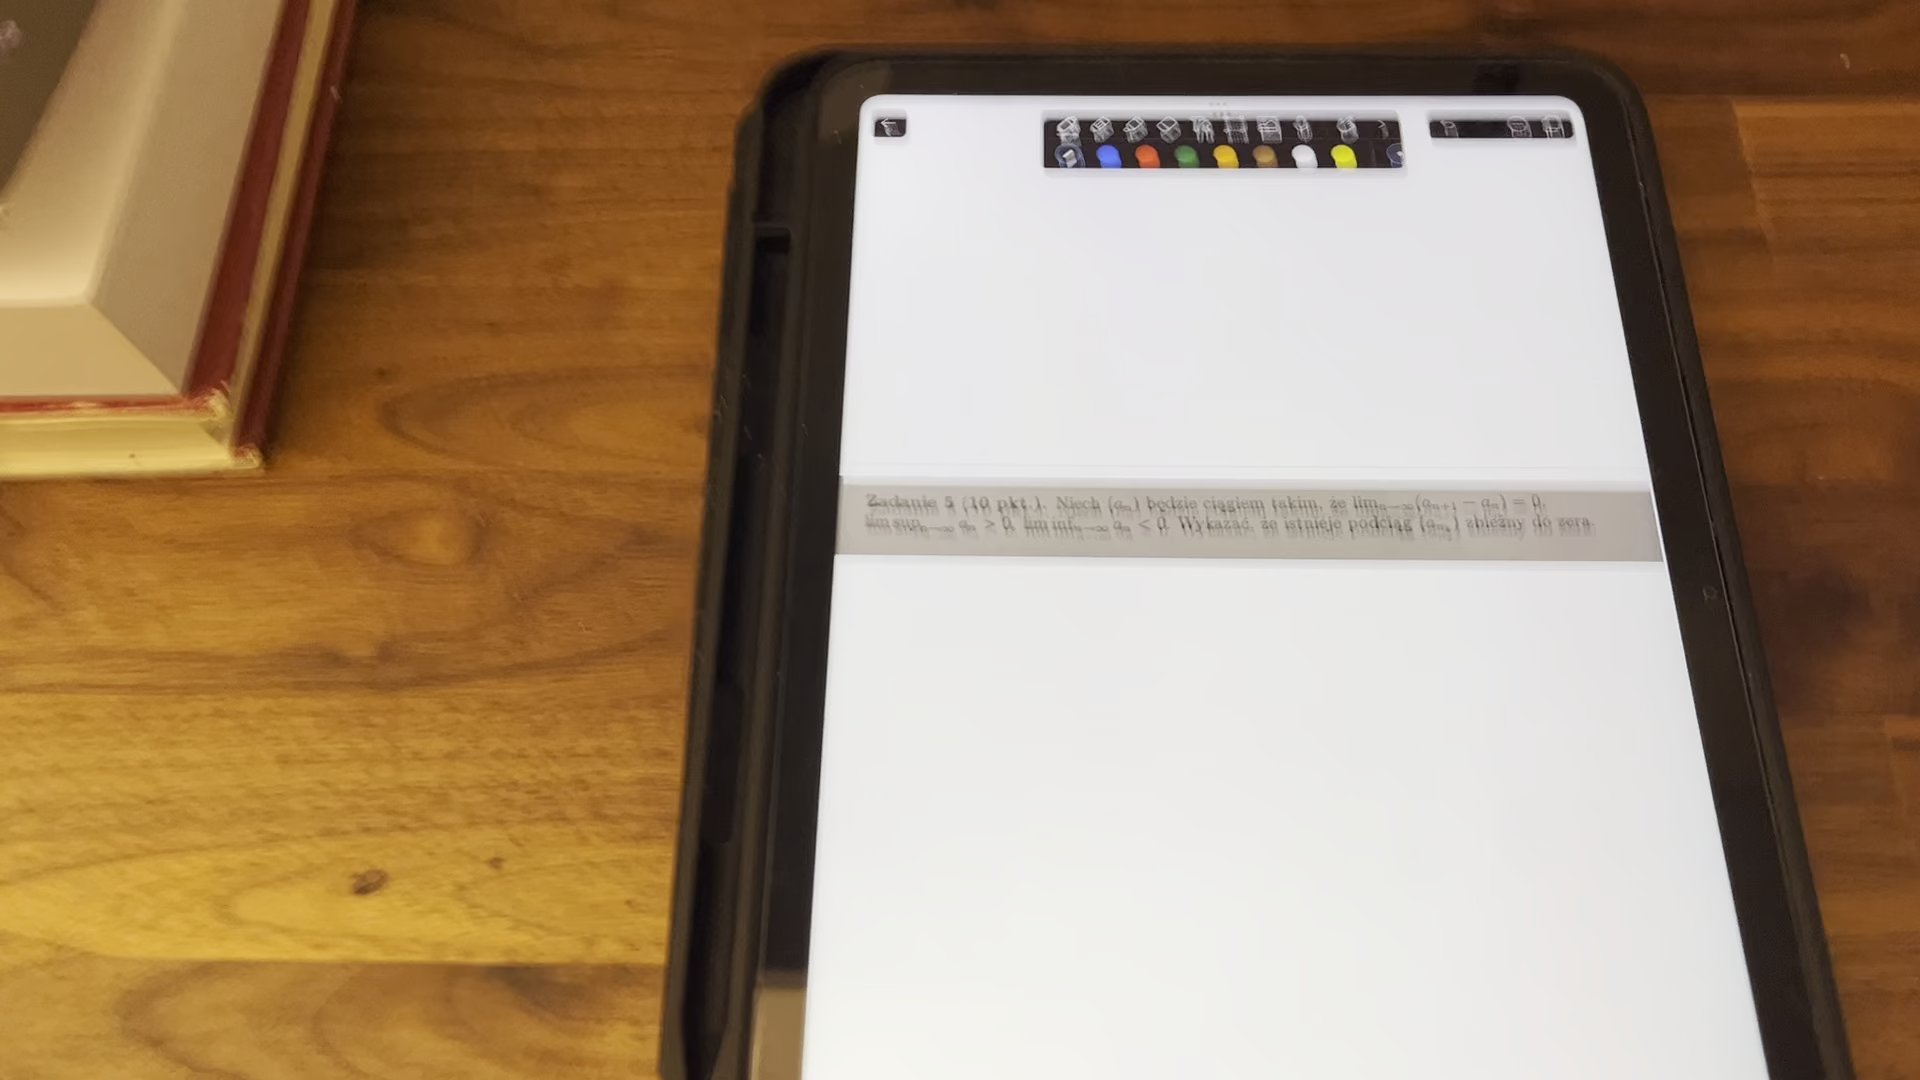 Zadanie 5 (10 pkt.). Niech (aₙ) będzie ciągiem takim, że limₙ→∞(aₙ₊₁ − aₙ) = 0,
lim supₙ→∞ aₙ > 0, lim infₙ→∞ aₙ < 0. Wykazać, że istnieje podciąg (aₙₖ) zbieżny do zera.